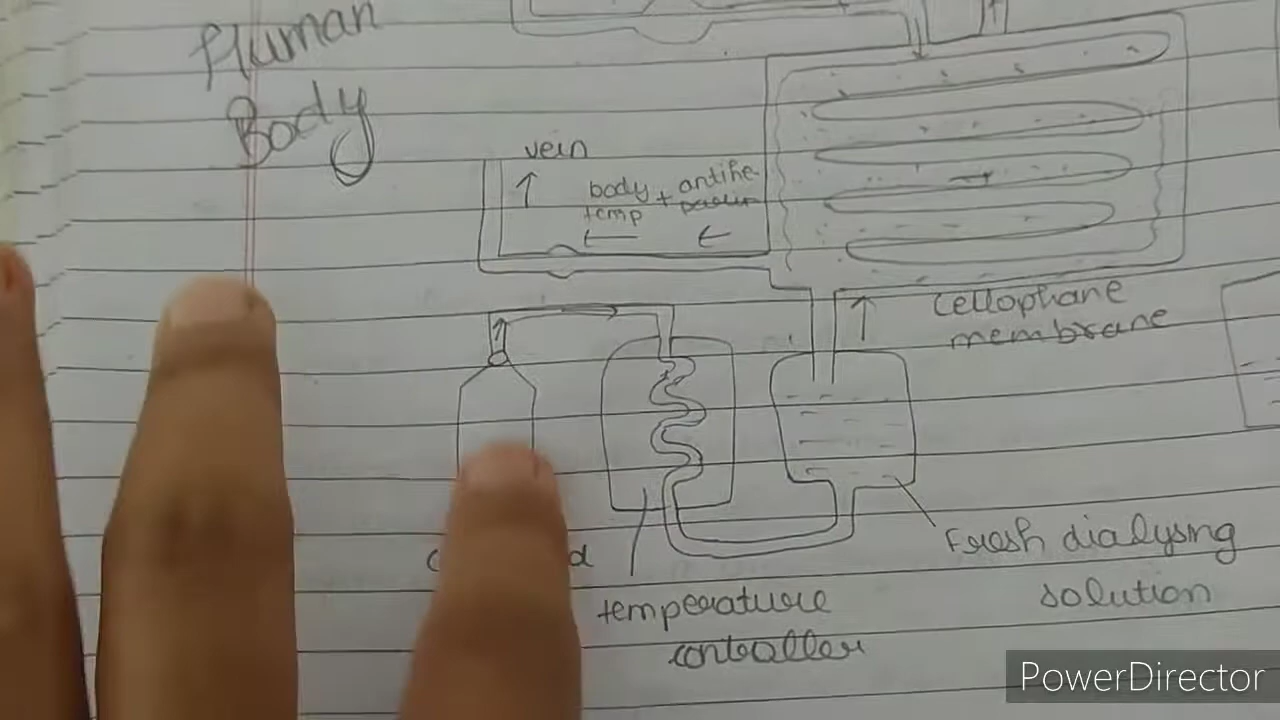 Human
Body
vein
body + antihe
temp
cellophane
membrane
Fresh dialysing
solution
temperature
controller
PowerDirector